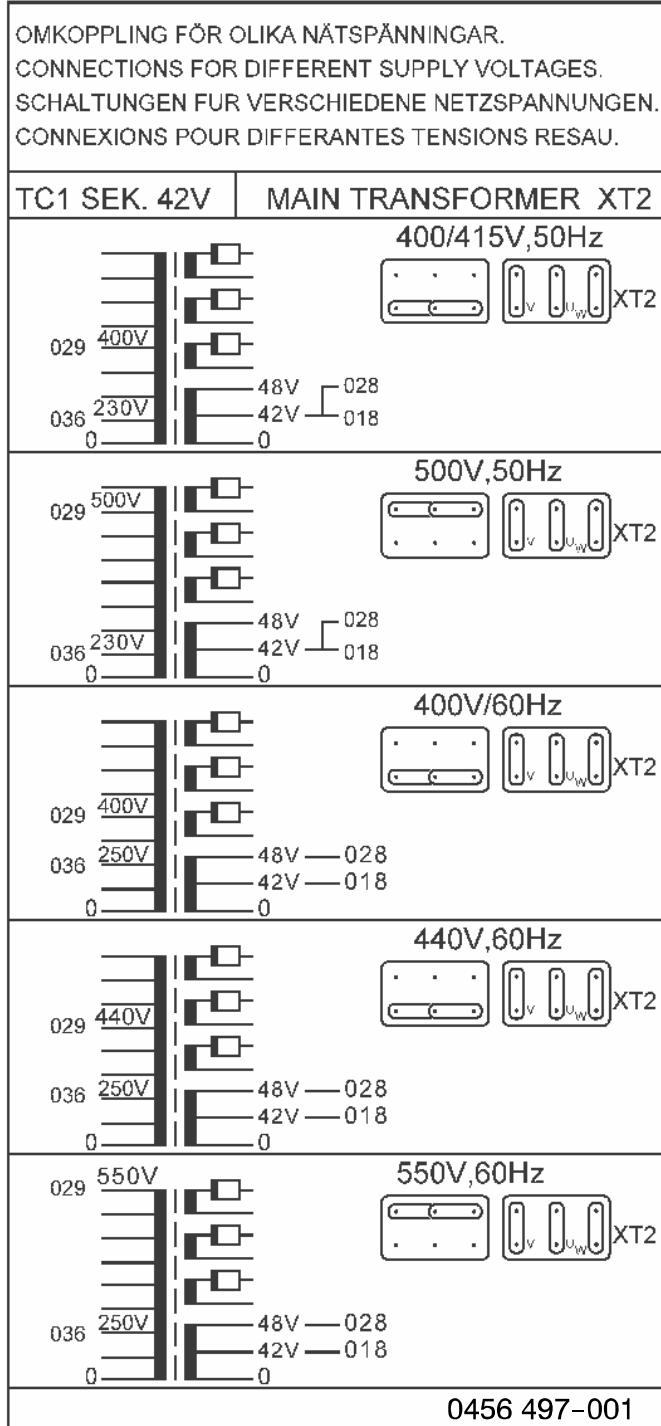 OMKOPPLING FÖR OLIKA NÄTSPÄNNINGAR.
CONNECTIONS FOR DIFFERENT SUPPLY VOLTAGES.
SCHALTUNGEN FUR VERSCHIEDENE NETZSPANNUNGEN.
CONNEXIONS POUR DIFFERANTES TENSIONS RESAU.
TC1 SEK. 42V
MAIN TRANSFORMER XT2
400/415V,50Hz
V U W XT2
029 400V
48V 028
036 230V 42V 018
0 0
500V,50Hz
029 500V
V U W XT2
48V 028
036 230V 42V 018
0 0
400V/60Hz
V U W XT2
029 400V
036 250V 48V 028
42V 018
0 0
440V,60Hz
V U W XT2
029 440V
036 250V 48V 028
42V 018
0 0
550V,60Hz
029 550V
V U W XT2
036 250V 48V 028
42V 018
0 0
0456 497-001